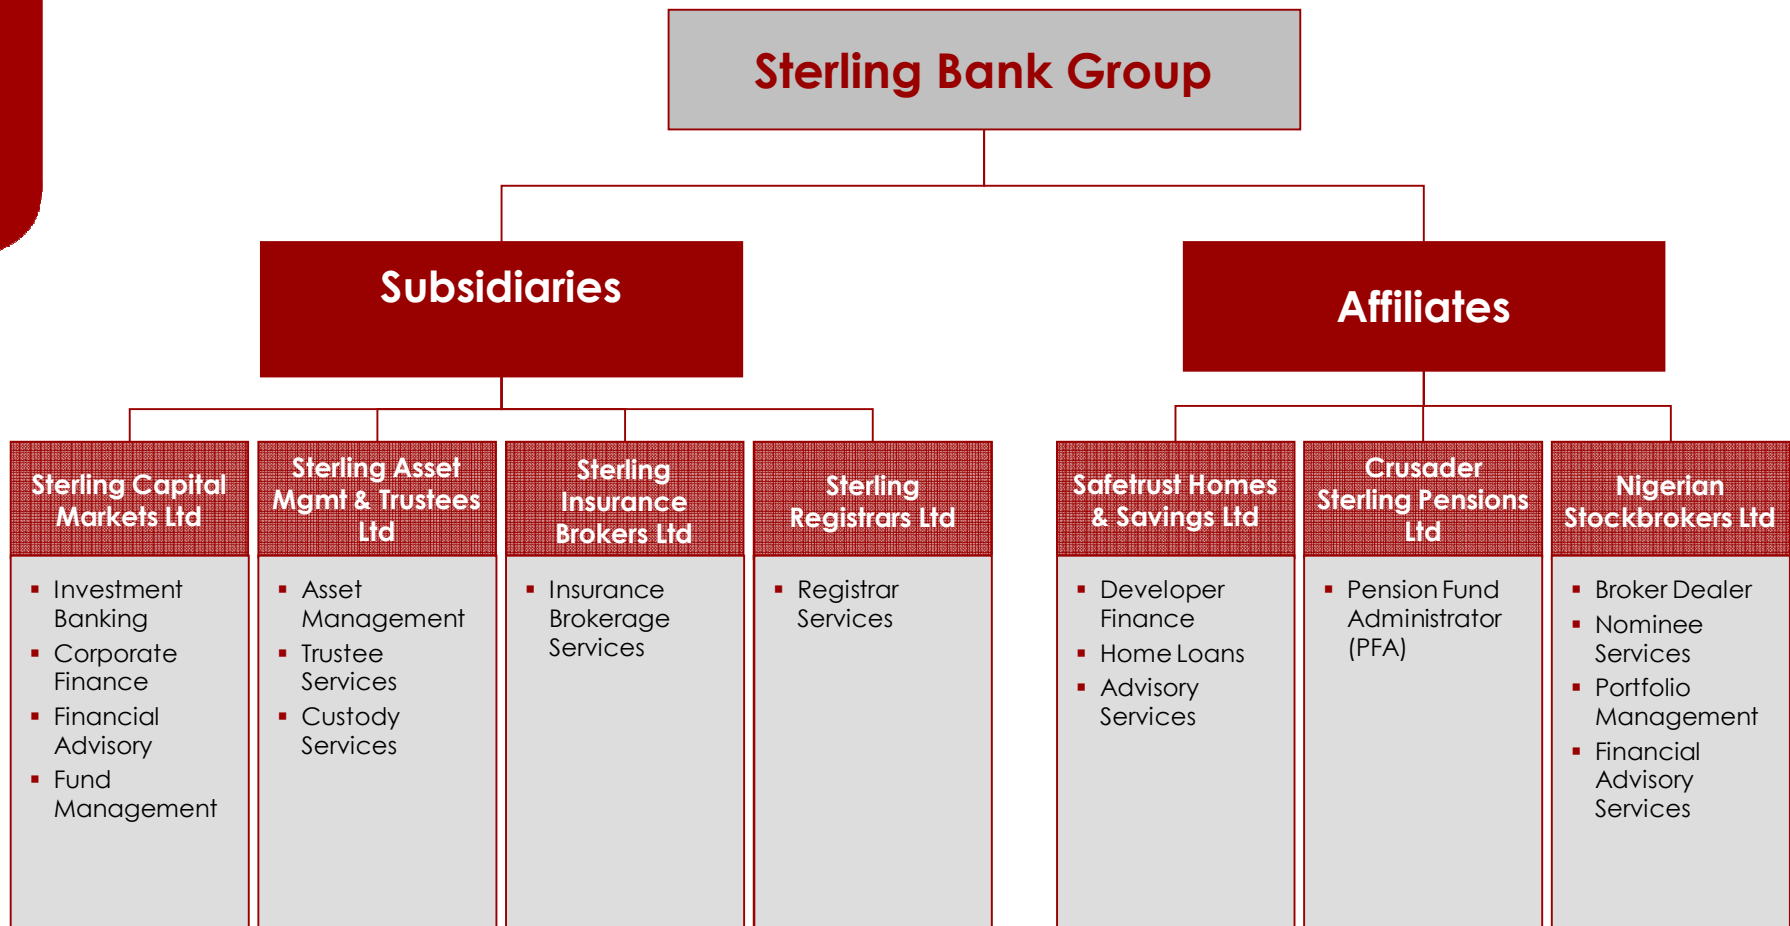 Sterling Bank Group
Subsidiaries
Affiliates
Sterling Capital
Markets Ltd
▪ Investment
Banking
▪ Corporate
Finance
▪ Financial
Advisory
▪ Fund
Management
Sterling Asset
Mgmt & Trustees
Ltd
▪ Asset
Management
▪ Trustee
Services
▪ Custody
Services
Sterling
Insurance
Brokers Ltd
▪ Insurance
Brokerage
Services
Sterling
Registrars Ltd
▪ Registrar
Services
Safetrust Homes
& Savings Ltd
▪ Developer
Finance
▪ Home Loans
▪ Advisory
Services
Crusader
Sterling Pensions
Ltd
▪ Pension Fund
Administrator
(PFA)
Nigerian
Stockbrokers Ltd
▪ Broker Dealer
▪ Nominee
Services
▪ Portfolio
Management
▪ Financial
Advisory
Services